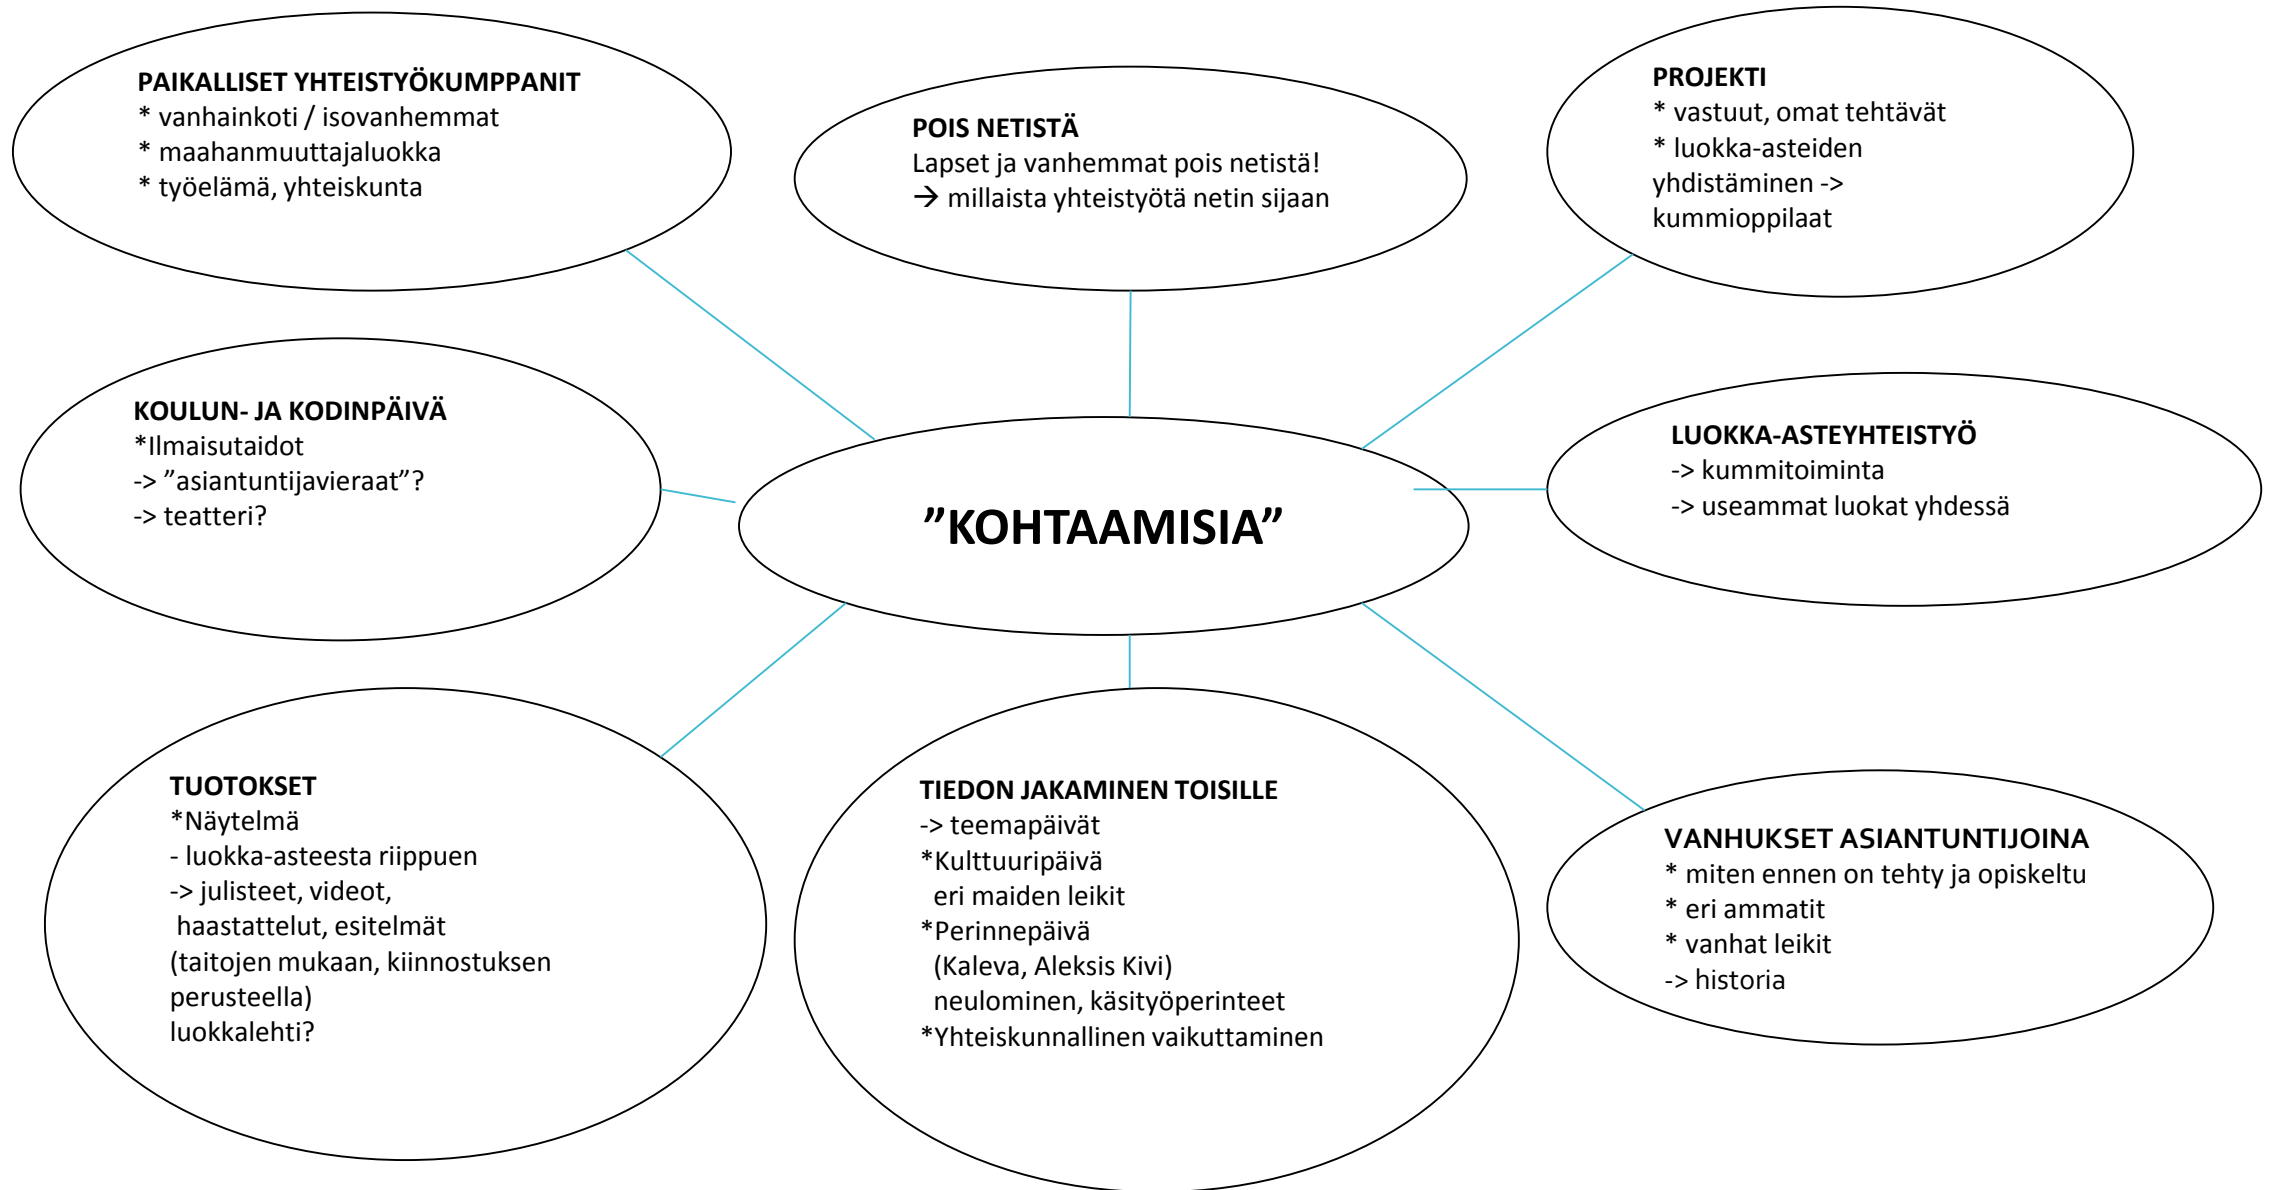 PAIKALLISET YHTEISTYÖKUMPPANIT
* vanhainkoti / isovanhemmat
* maahanmuuttajaluokka
* työelämä, yhteiskunta
POIS NETISTÄ
Lapset ja vanhemmat pois netistä!
→ millaista yhteistyötä netin sijaan
PROJEKTI
* vastuut, omat tehtävät
* luokka-asteiden
yhdistäminen ->
kummioppilaat
KOULUN- JA KODINPÄIVÄ
*Ilmaisutaidot
-> ”asiantuntijavieraat”?
-> teatteri?
”KOHTAAMISIA”
LUOKKA-ASTEYHTEISTYÖ
-> kummitoiminta
-> useammat luokat yhdessä
TUOTOKSET
*Näytelmä
- luokka-asteesta riippuen
-> julisteet, videot,
haastattelut, esitelmät
(taitojen mukaan, kiinnostuksen
perusteella)
luokkalehti?
TIEDON JAKAMINEN TOISILLE
-> teemapäivät
*Kulttuuripäivä
eri maiden leikit
*Perinnepäivä
(Kaleva, Aleksis Kivi)
neulominen, käsityöperinteet
*Yhteiskunnallinen vaikuttaminen
VANHUKSET ASIANTUNTIJOINA
* miten ennen on tehty ja opiskeltu
* eri ammatit
* vanhat leikit
-> historia